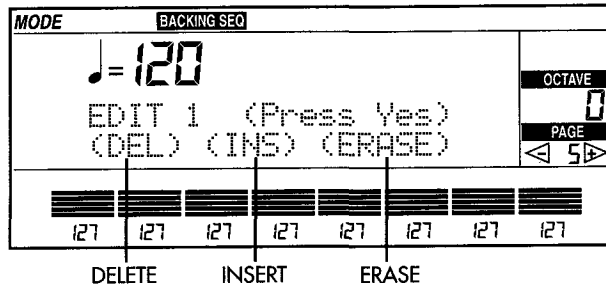 MODE BACKING SEQ
♩=120
OCTAVE
0
EDIT 1 (Press Yes)
(DEL) (INS) (ERASE)
PAGE
- 5 +
127 127 127 127 127 127 127 127
DELETE INSERT ERASE